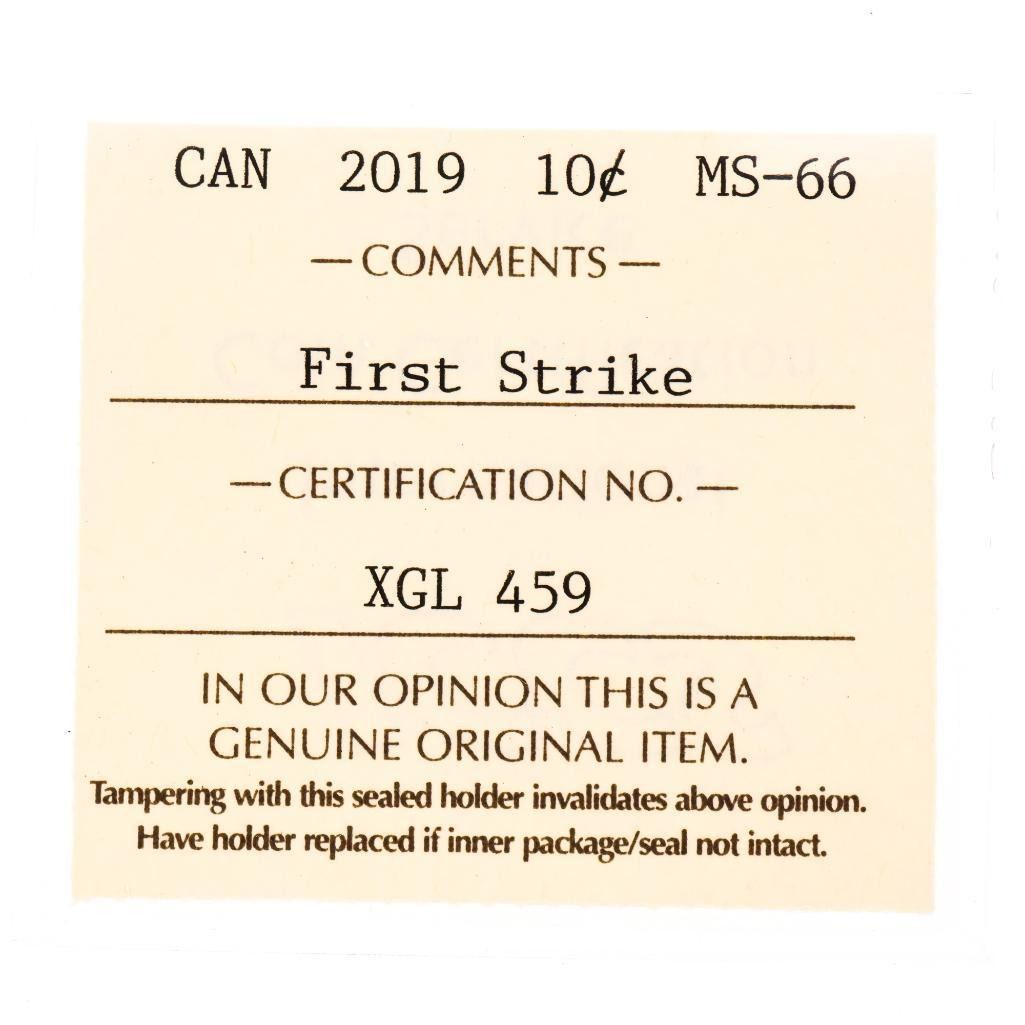 CAN 2019 10¢ MS-66
— COMMENTS —
First Strike
— CERTIFICATION NO. —
XGL 459
IN OUR OPINION THIS IS A
GENUINE ORIGINAL ITEM.
Tampering with this sealed holder invalidates above opinion.
Have holder replaced if inner package/seal not intact.